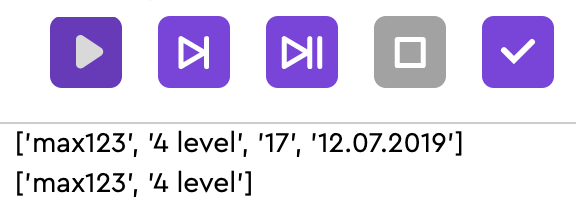 ['max123', '4 level', '17', '12.07.2019']
['max123', '4 level']